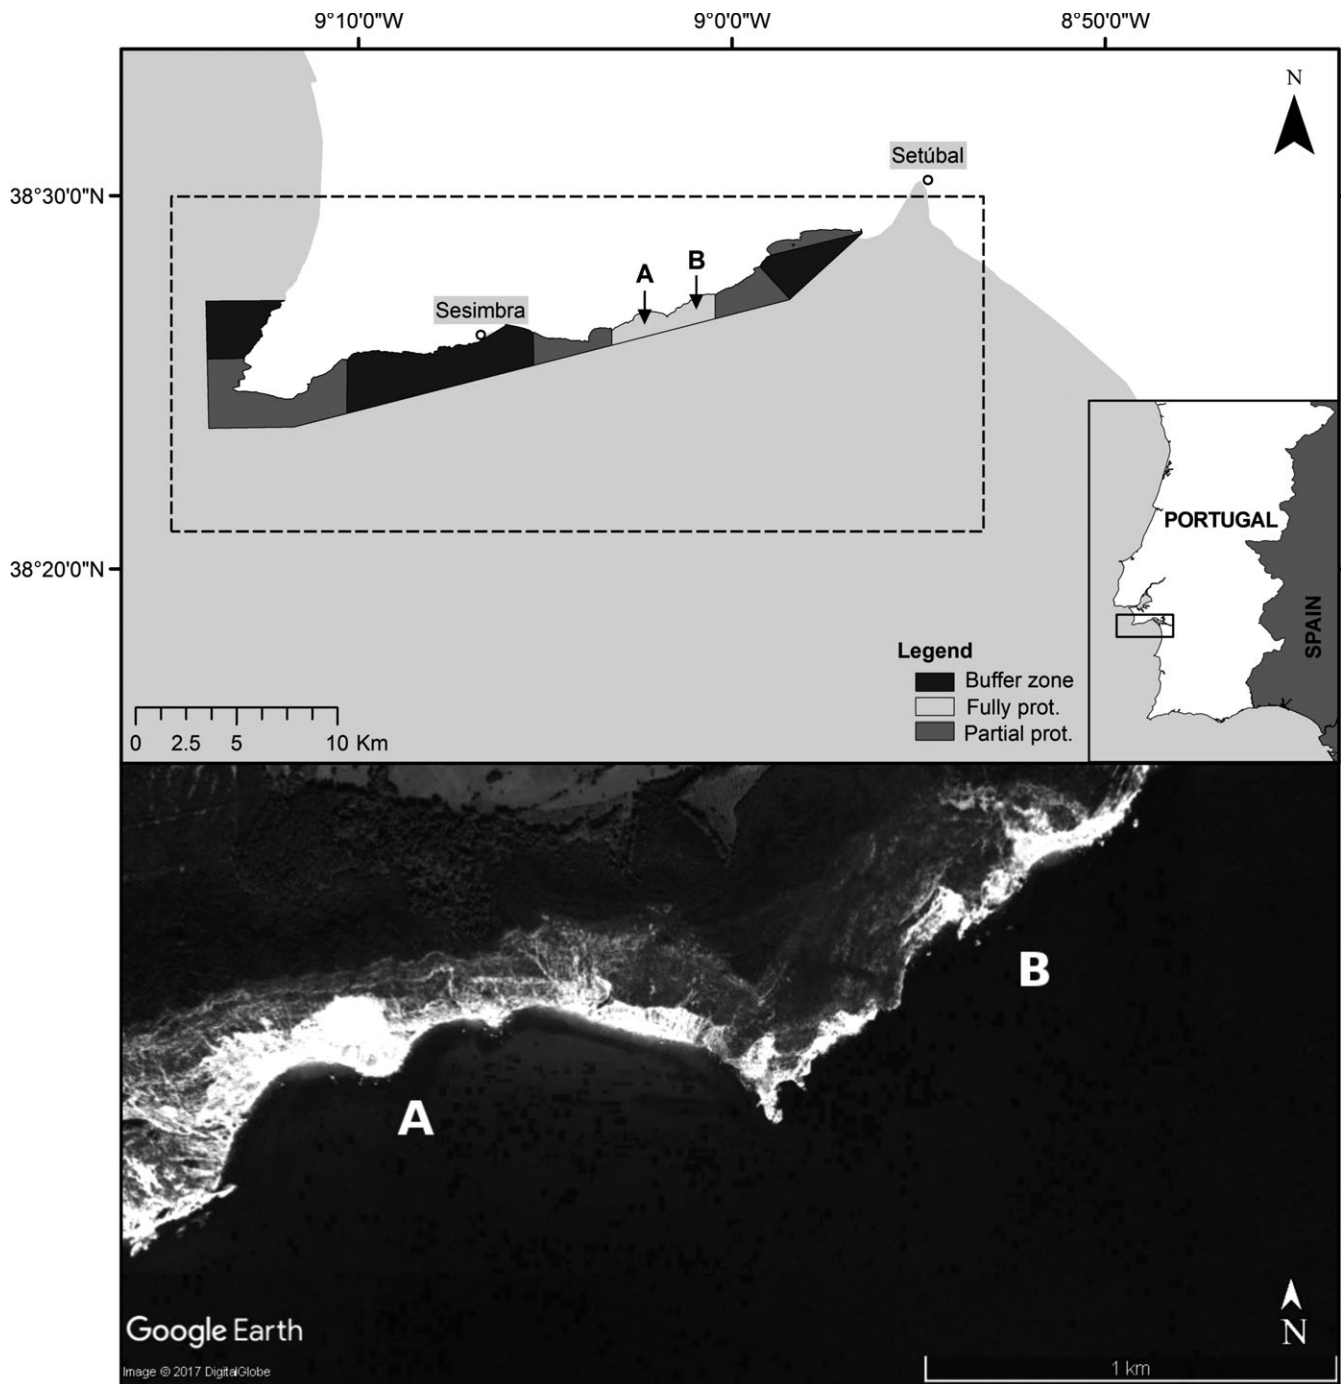 9°10'0"W 9°0'0"W 8°50'0"W
N
Setúbal
38°30'0"N
B
A
Sesimbra
PORTUGAL
38°20'0"N
SPAIN
Legend
Buffer zone
Fully prot.
Partial prot.
0 2.5 5 10 Km
B
A
N
Google Earth
Image © 2017 DigitalGlobe
1 km